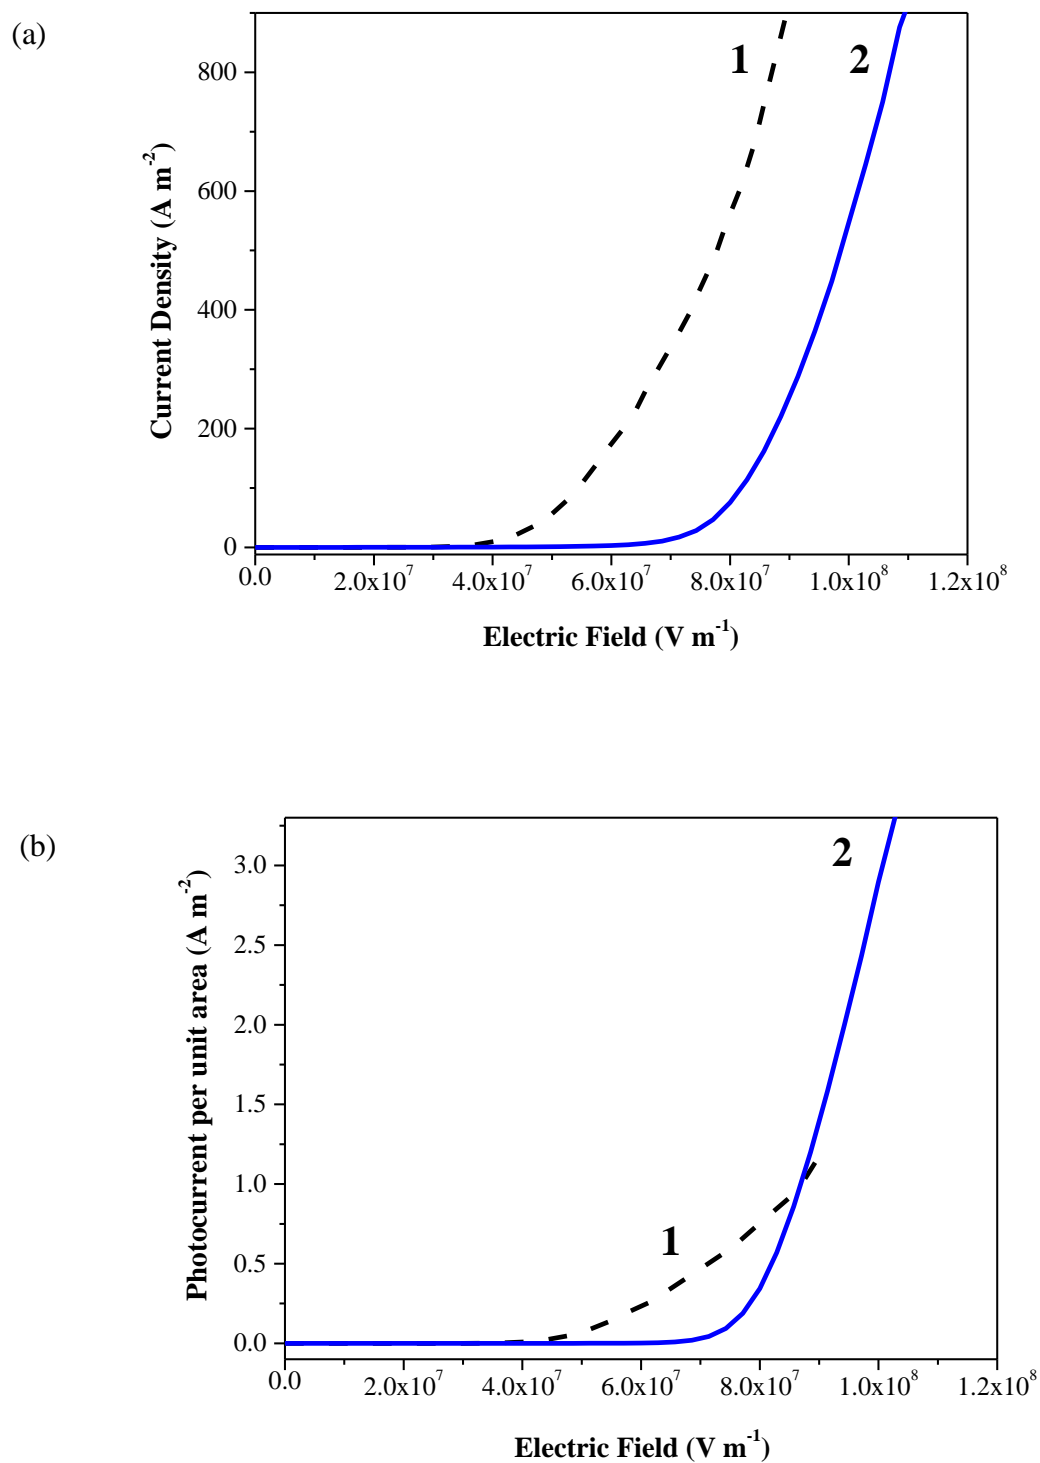 (a)
1
2
800
600
400
200
0
Current Density (A m⁻²)
0.0
2.0x10⁷
4.0x10⁷
6.0x10⁷
8.0x10⁷
1.0x10⁸
1.2x10⁸
Electric Field (V m⁻¹)
(b)
2
1
3.0
2.5
2.0
1.5
1.0
0.5
0.0
Photocurrent per unit area (A m⁻²)
0.0
2.0x10⁷
4.0x10⁷
6.0x10⁷
8.0x10⁷
1.0x10⁸
1.2x10⁸
Electric Field (V m⁻¹)